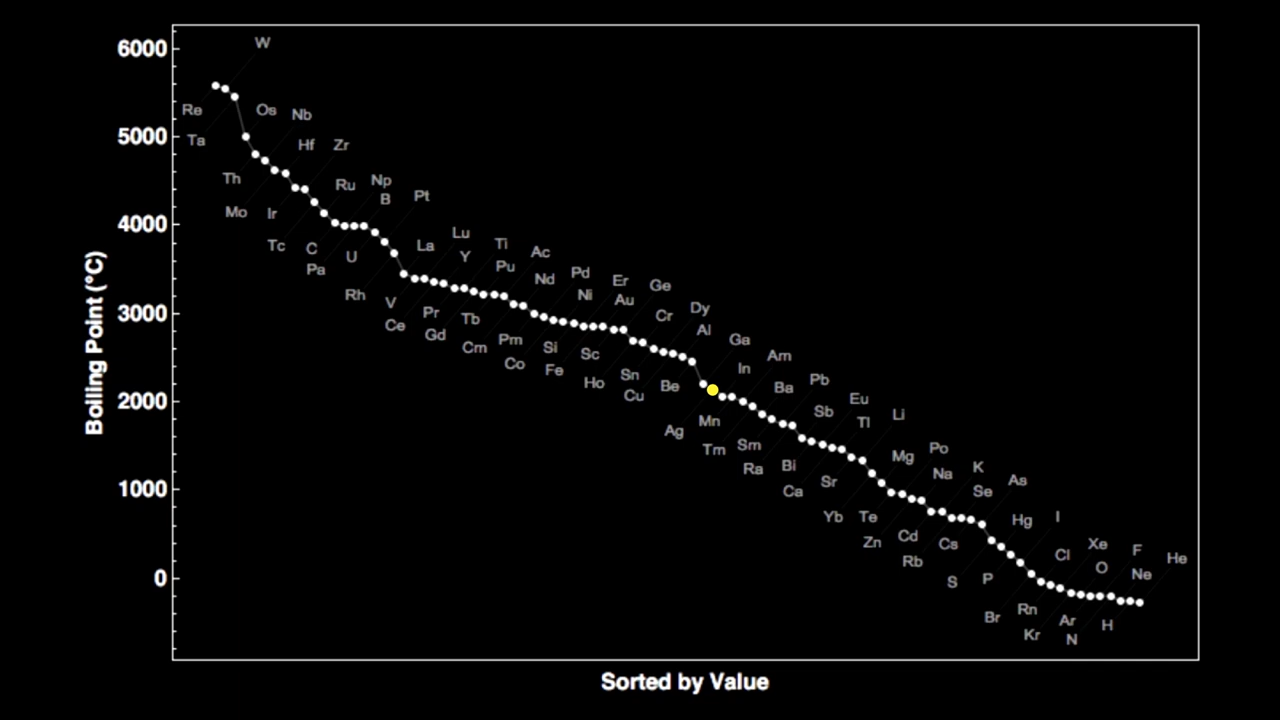 6000
5000
4000
3000
2000
1000
0
Boiling Point (°C)
W
Re
Os
Nb
Ta
Hf
Zr
Th
Ru
Np
B
Pt
Mo
Ir
Tc
C
Pa
U
La
Lu
Y
Ti
Pu
Ac
Rh
V
Ce
Pr
Gd
Nd
Pd
Ni
Er
Au
Ge
Tb
Cm
Pm
Co
Cr
Dy
Al
Si
Fe
Sc
Ho
Ga
In
Am
Sn
Cu
Be
Ba
Pb
Ag
Mn
Tm
Sb
Eu
Tl
Li
Sm
Ra
Bi
Ca
Sr
Mg
Po
Na
K
Se
As
Yb
Te
Zn
Cd
Rb
Cs
Hg
I
S
P
Cl
Xe
O
F
Ne
He
Br
Rn
Kr
Ar
N
H
Sorted by Value